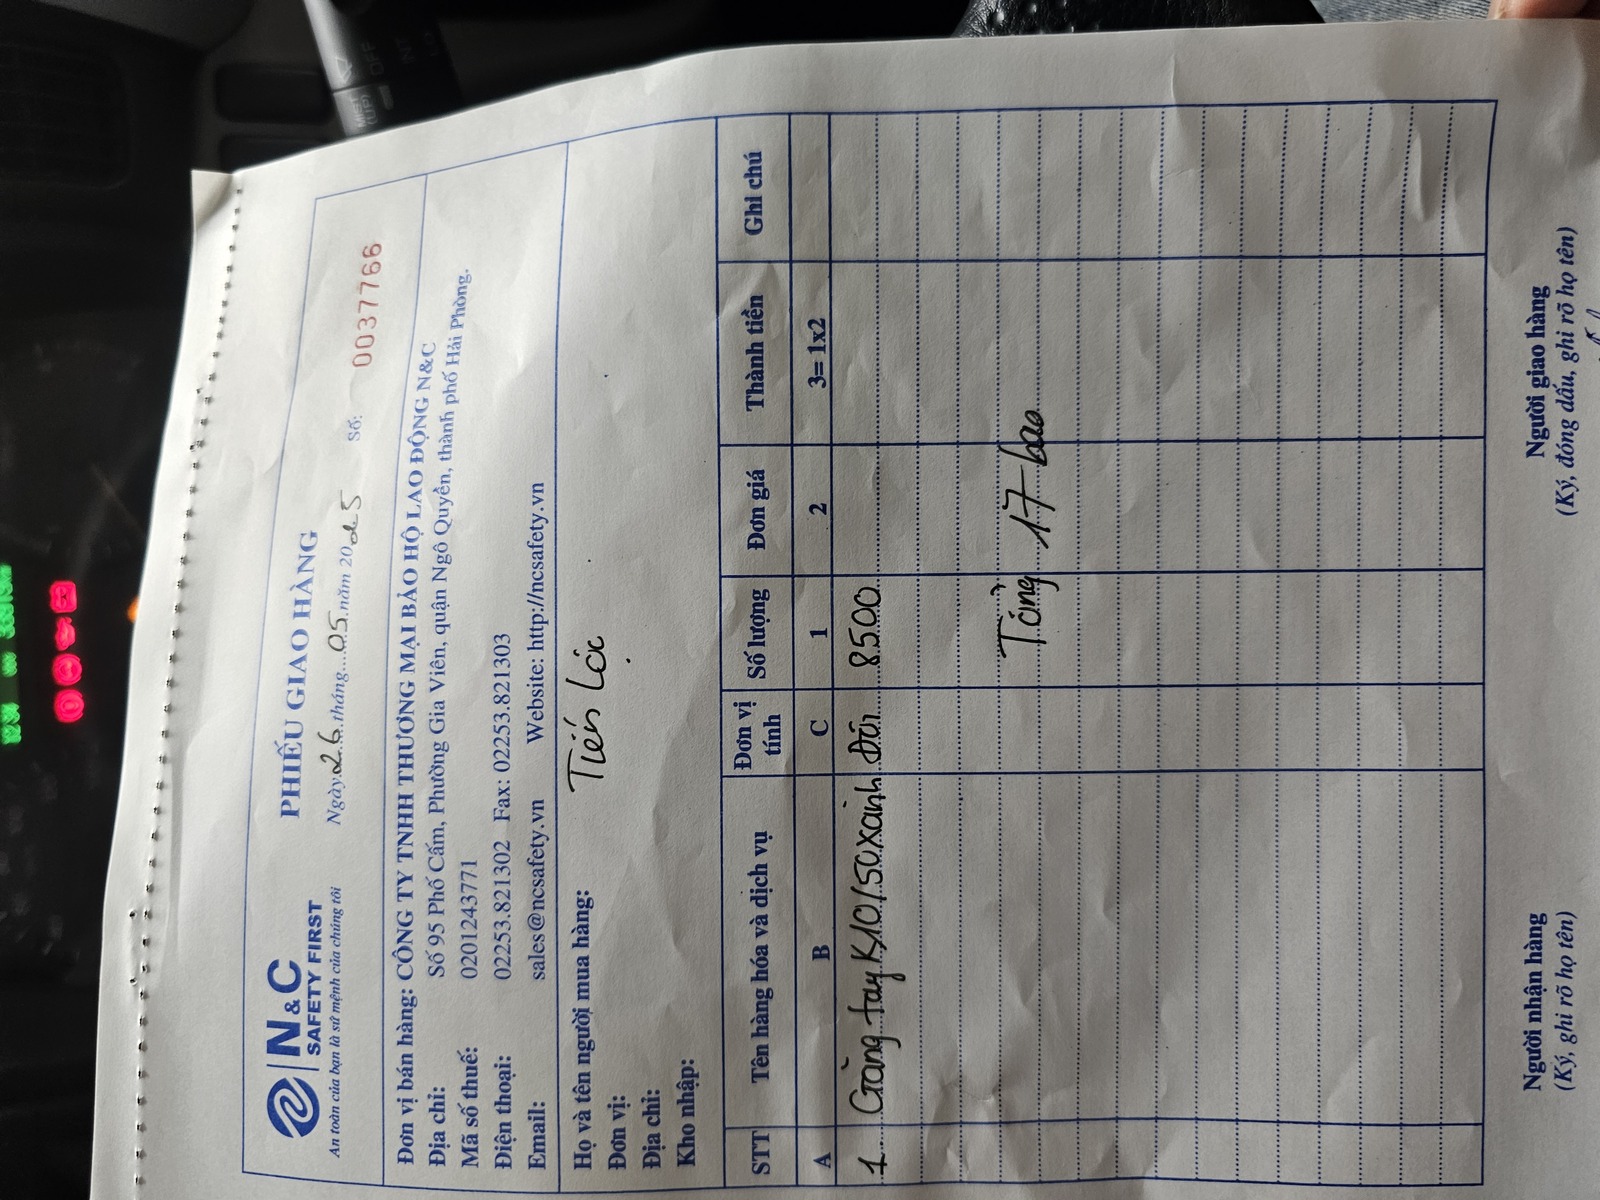 N&C
SAFETY FIRST
An toàn của bạn là sứ mệnh của chúng tôi
PHIẾU GIAO HÀNG
Ngày 26 tháng 05 năm 2025 Số: 0037766
Đơn vị bán hàng: CÔNG TY TNHH THƯƠNG MẠI BẢO HỘ LAO ĐỘNG N&C
Địa chỉ: Số 95 Phố Cấm, Phường Gia Viên, quận Ngô Quyền, thành phố Hải Phòng.
Mã số thuế: 0201243771
Điện thoại: 02253.821302 Fax: 02253.821303
Email: sales@ncsafety.vn Website: http://ncsafety.vn
Họ và tên người mua hàng: Tiến Lộc
Đơn vị:
Địa chỉ:
Kho nhập:
STT Tên hàng hóa và dịch vụ Đơn vị tính Số lượng Đơn giá Thành tiền Ghi chú
A B C 1 2 3= 1x2
1 Găng tay K10/50 xanh Đôi 8500
Tổng 17 bao
Người nhận hàng Người giao hàng
(Ký, ghi rõ họ tên) (Ký, đóng dấu, ghi rõ họ tên)